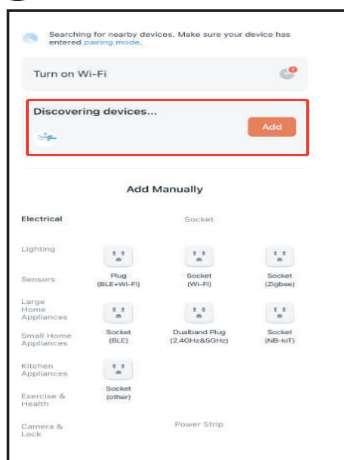 Searching for nearby devices. Make sure your device has
entered pairing mode.
Turn on Wi-Fi
Discovering devices...
Add
Add Manually
Electrical
Socket
Lighting
Sensors
Large
Home
Appliances
Small Home
Appliances
Kitchen
Appliances
Exercise &
Health
Camera &
Lock
Plug
(BLE+Wi-Fi)
Socket
(Wi-Fi)
Socket
(Zigbee)
Socket
(BLE)
Dualband Plug
(2.4GHz&5GHz)
Socket
(NB-IoT)
Socket
(other)
Power Strip